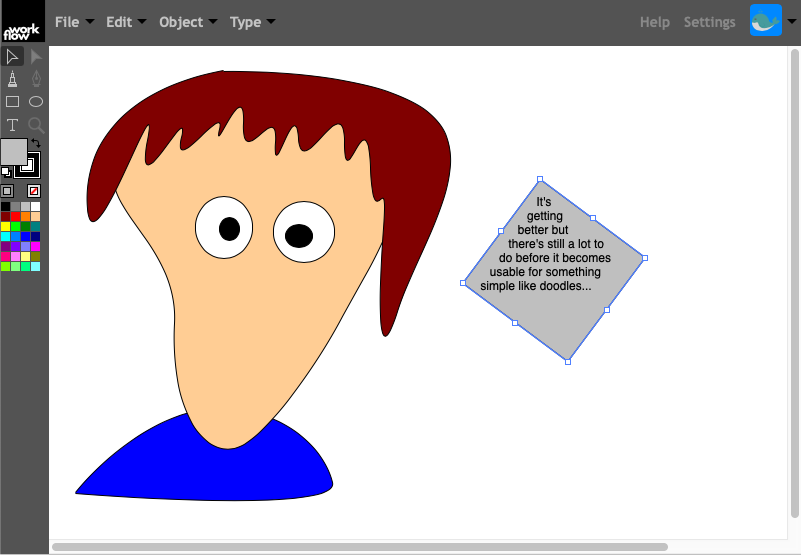 work
flow
File Edit Object Type Help Settings
T
It's
getting
better but
there's still a lot to
do before it becomes
usable for something
simple like doodles...